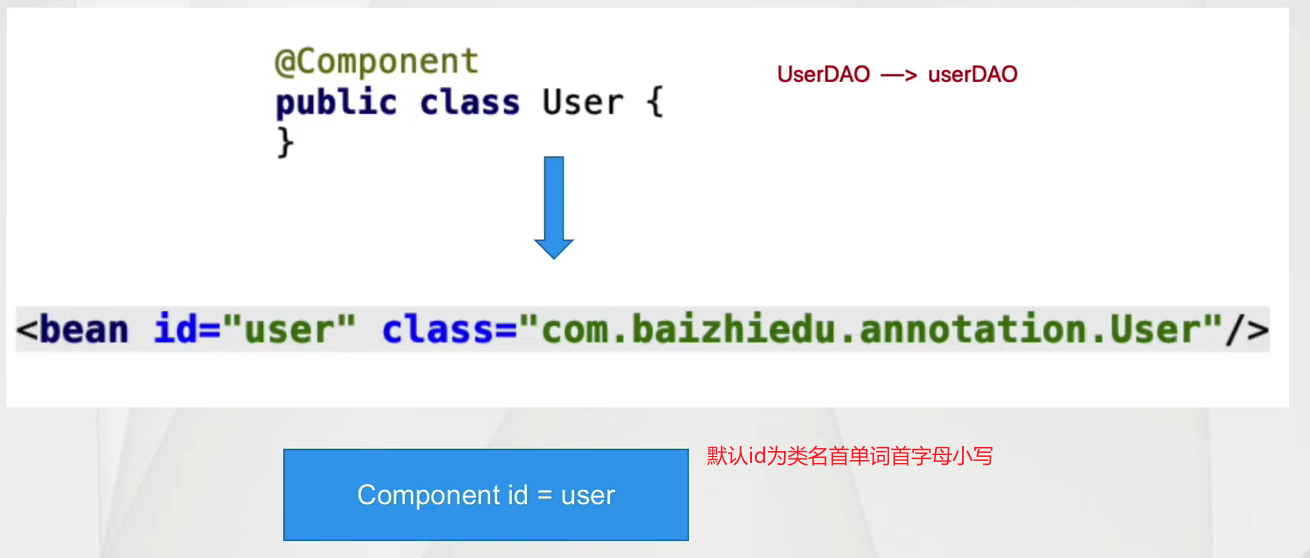 @Component
public class User {
}
UserDAO —> userDAO
<bean id="user" class="com.baizhiedu.annotation.User"/>
Component id = user
默认id为类名首单词首字母小写